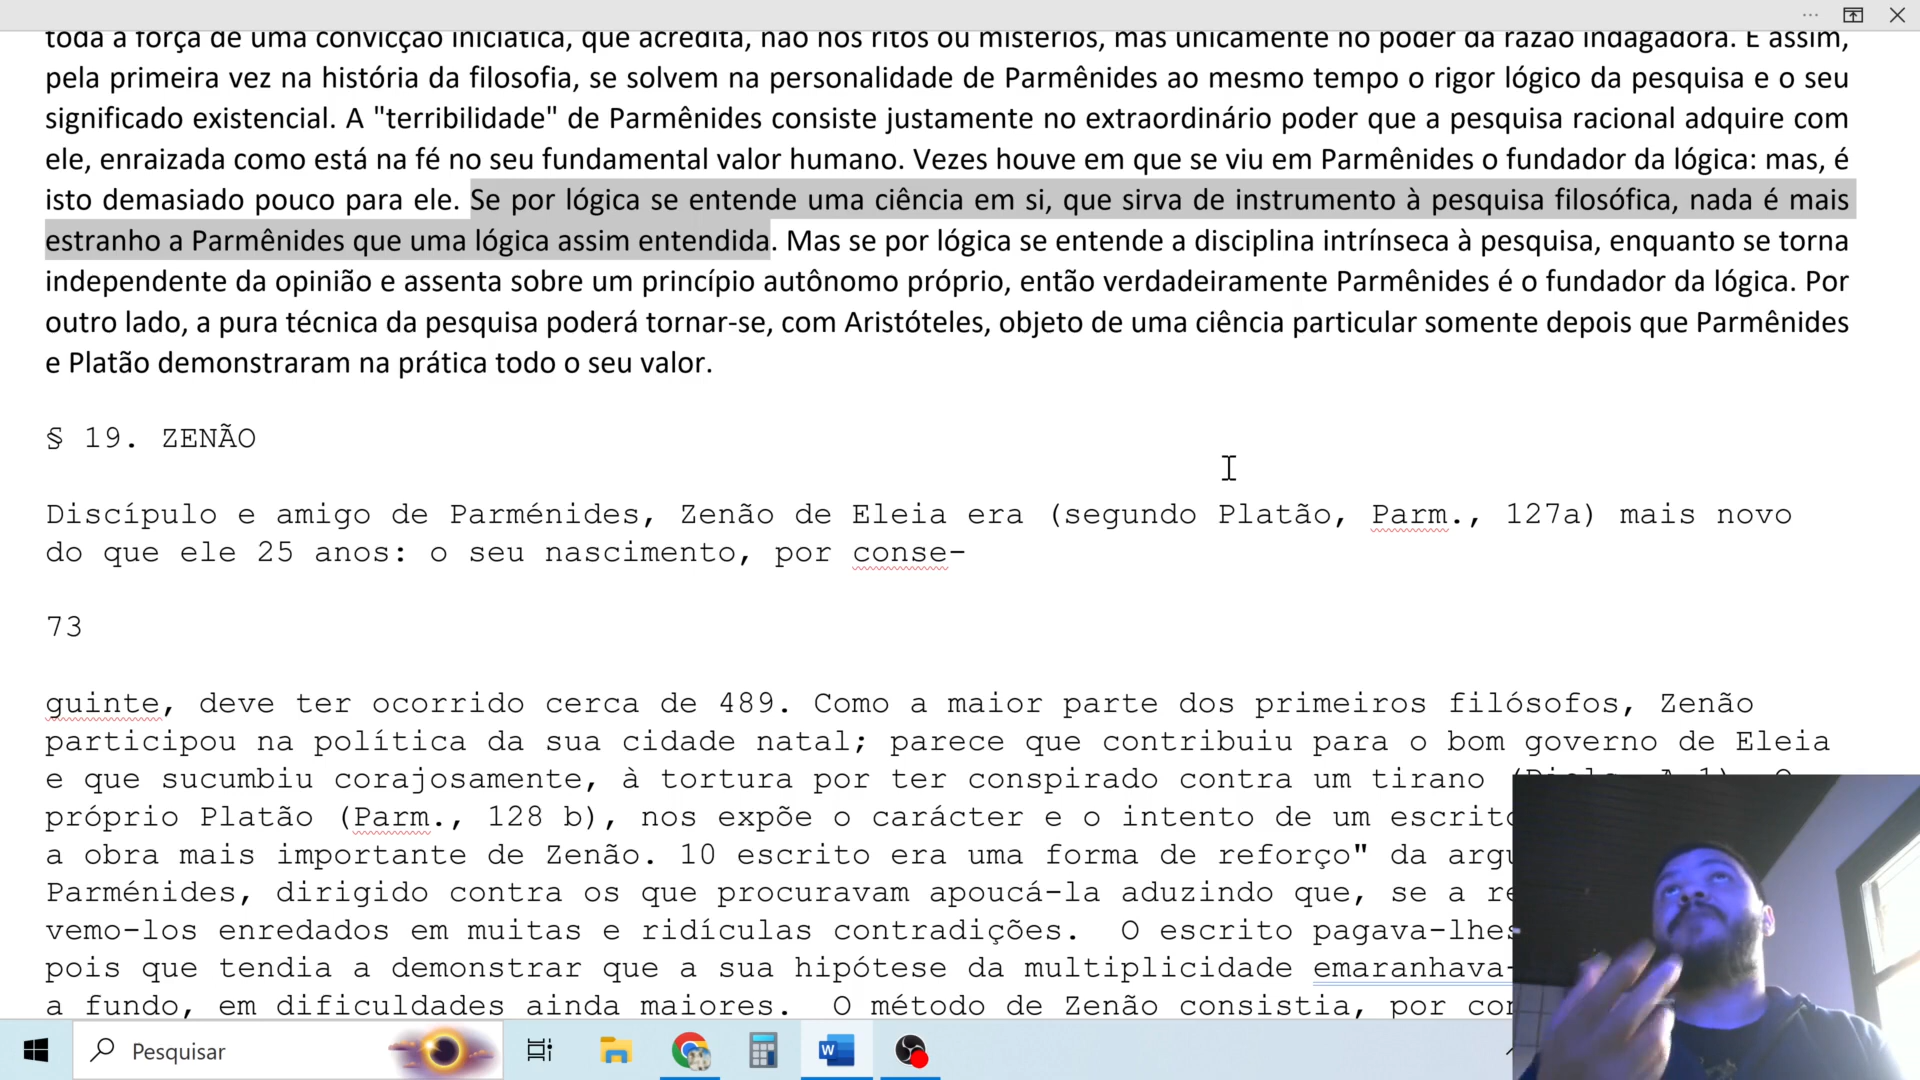 toda a força de uma convicção iniciática, que acredita, não nos ritos ou mistérios, mas unicamente no poder da razão indagadora. E assim,
pela primeira vez na história da filosofia, se solvem na personalidade de Parmênides ao mesmo tempo o rigor lógico da pesquisa e o seu
significado existencial. A "terribilidade" de Parmênides consiste justamente no extraordinário poder que a pesquisa racional adquire com
ele, enraizada como está na fé no seu fundamental valor humano. Vezes houve em que se viu em Parmênides o fundador da lógica: mas, é
isto demasiado pouco para ele. Se por lógica se entende uma ciência em si, que sirva de instrumento à pesquisa filosófica, nada é mais
estranho a Parmênides que uma lógica assim entendida. Mas se por lógica se entende a disciplina intrínseca à pesquisa, enquanto se torna
independente da opinião e assenta sobre um princípio autônomo próprio, então verdadeiramente Parmênides é o fundador da lógica. Por
outro lado, a pura técnica da pesquisa poderá tornar-se, com Aristóteles, objeto de uma ciência particular somente depois que Parmênides
e Platão demonstraram na prática todo o seu valor.
§ 19. ZENÃO
Discípulo e amigo de Parménides, Zenão de Eleia era (segundo Platão, Parm., 127a) mais novo
do que ele 25 anos: o seu nascimento, por conse-
73
guinte, deve ter ocorrido cerca de 489. Como a maior parte dos primeiros filósofos, Zenão
participou na política da sua cidade natal; parece que contribuiu para o bom governo de Eleia
e que sucumbiu corajosamente, à tortura por ter conspirado contra um tirano
próprio Platão (Parm., 128 b), nos expõe o carácter e o intento de um
a obra mais importante de Zenão. 10 escrito era uma forma de reforço" da
Parménides, dirigido contra os que procuravam apoucá-la aduzindo que, se a
vemo-los enredados em muitas e ridículas contradições. O escrito
pois que tendia a demonstrar que a sua hipótese da multiplicidade
a fundo, em dificuldades ainda maiores. O método de Zenão consistia, por
Pesquisar